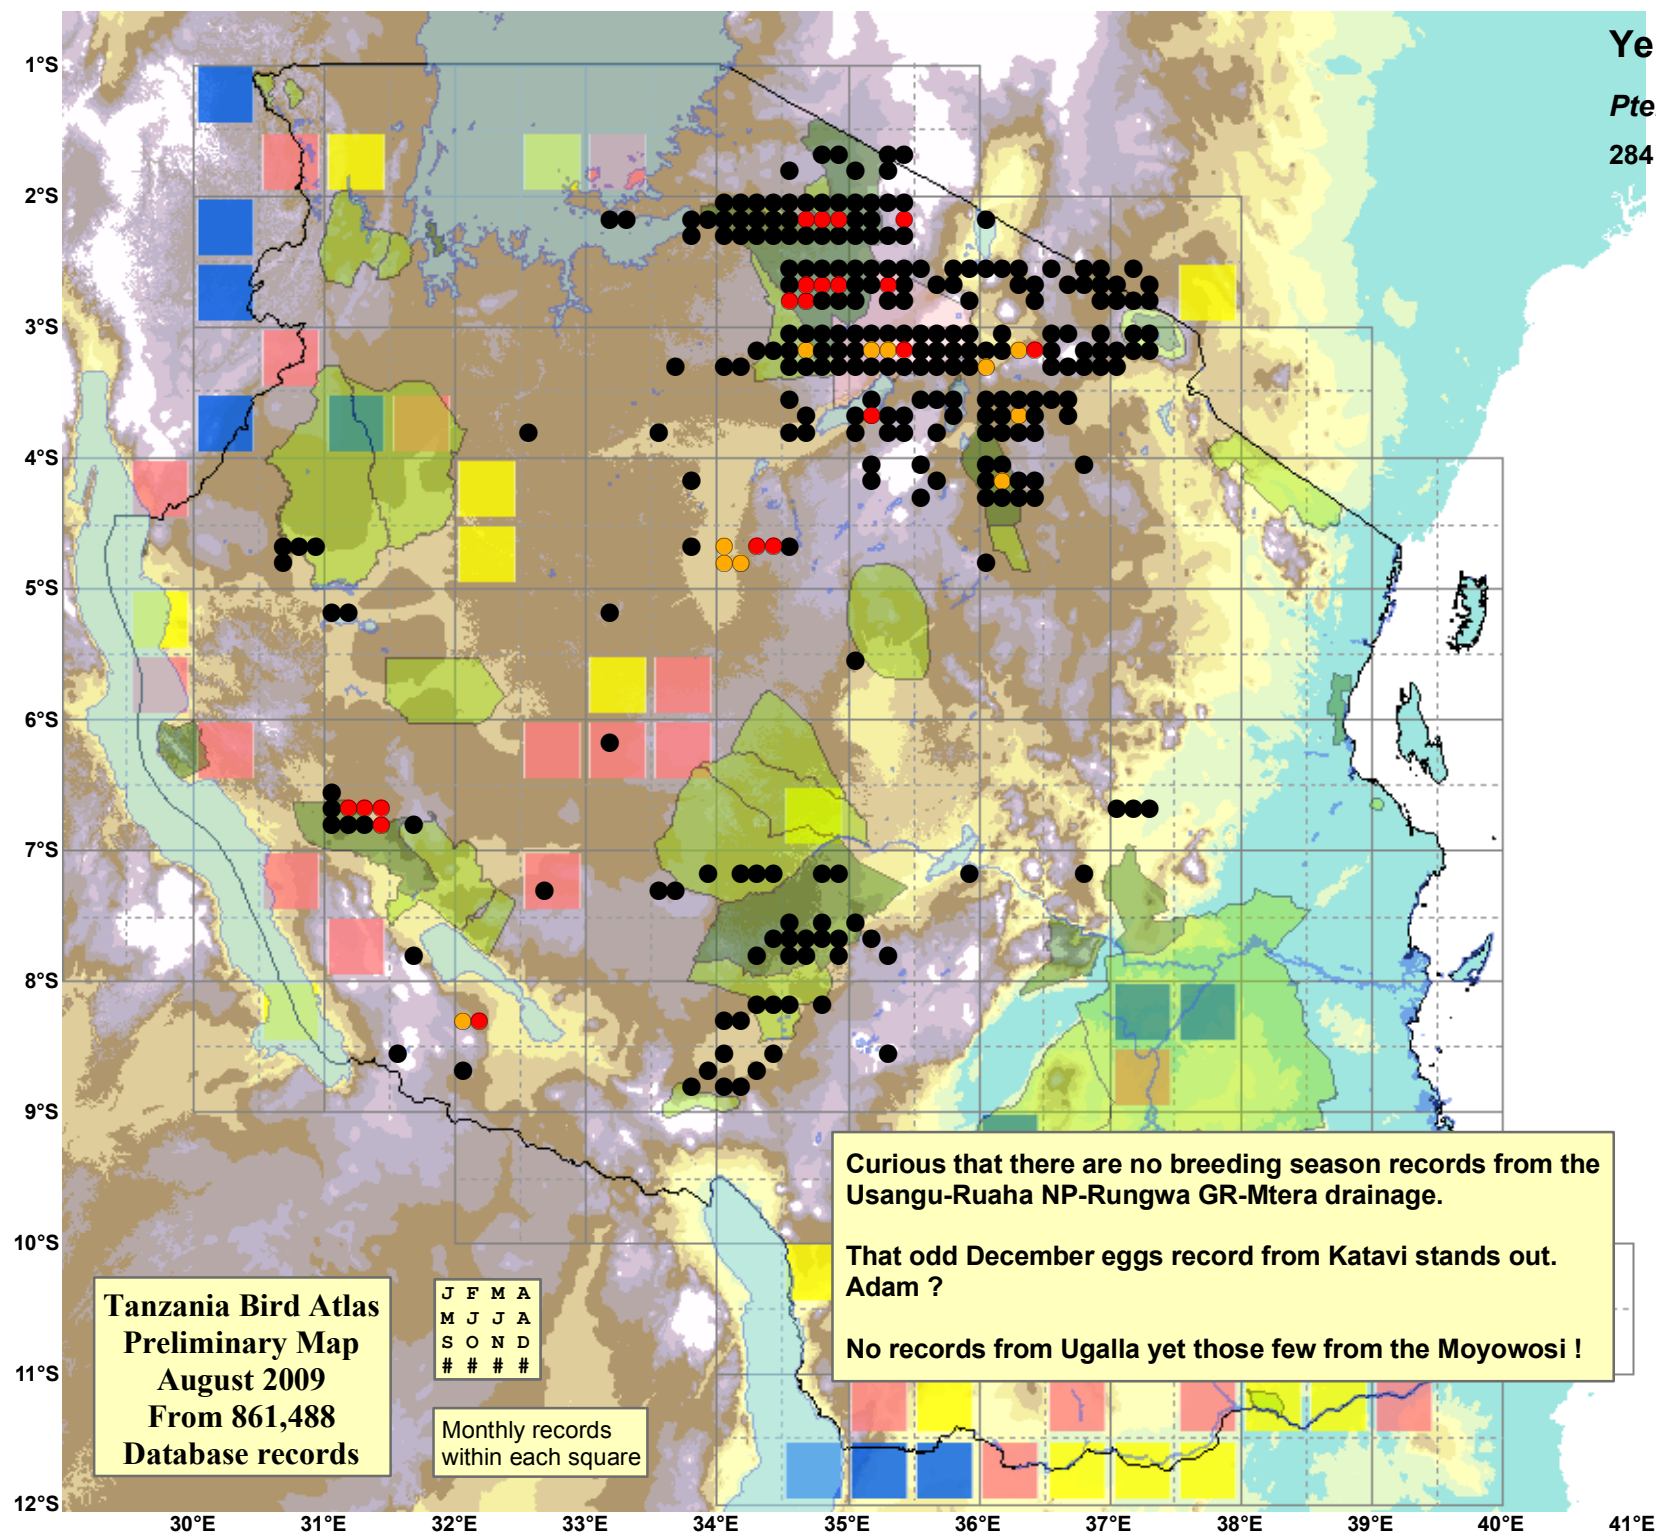 Ye
Pte
284
1°S
2°S
3°S
4°S
5°S
6°S
7°S
8°S
9°S
10°S
11°S
12°S
Curious that there are no breeding season records from the
Usangu-Ruaha NP-Rungwa GR-Mtera drainage.
That odd December eggs record from Katavi stands out.
Adam ?
No records from Ugalla yet those few from the Moyowosi !
Tanzania Bird Atlas
Preliminary Map
August 2009
From 861,488
Database records
J F M A
M J J A
S O N D
# # # #
Monthly records
within each square
30°E 31°E 32°E 33°E 34°E 35°E 36°E 37°E 38°E 39°E 40°E 41°E